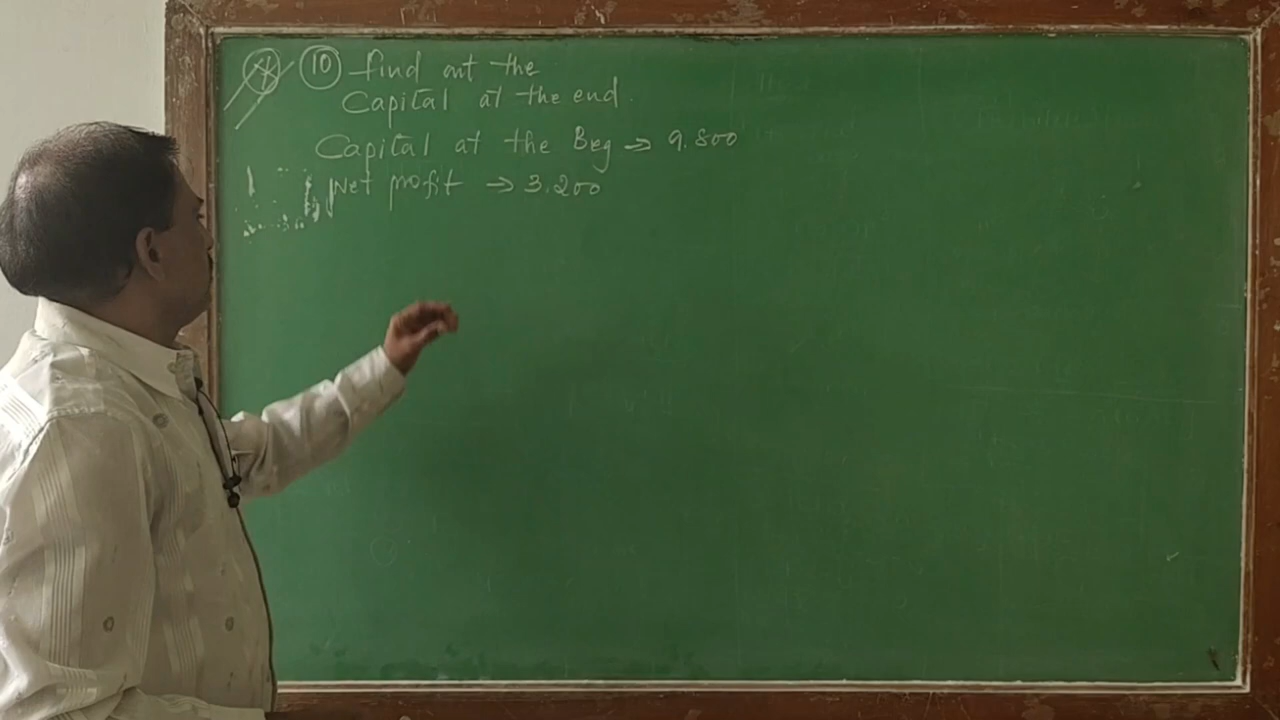 10 find out the
Capital at the end.
Capital at the Beg → 9.800
Net profit → 3.200